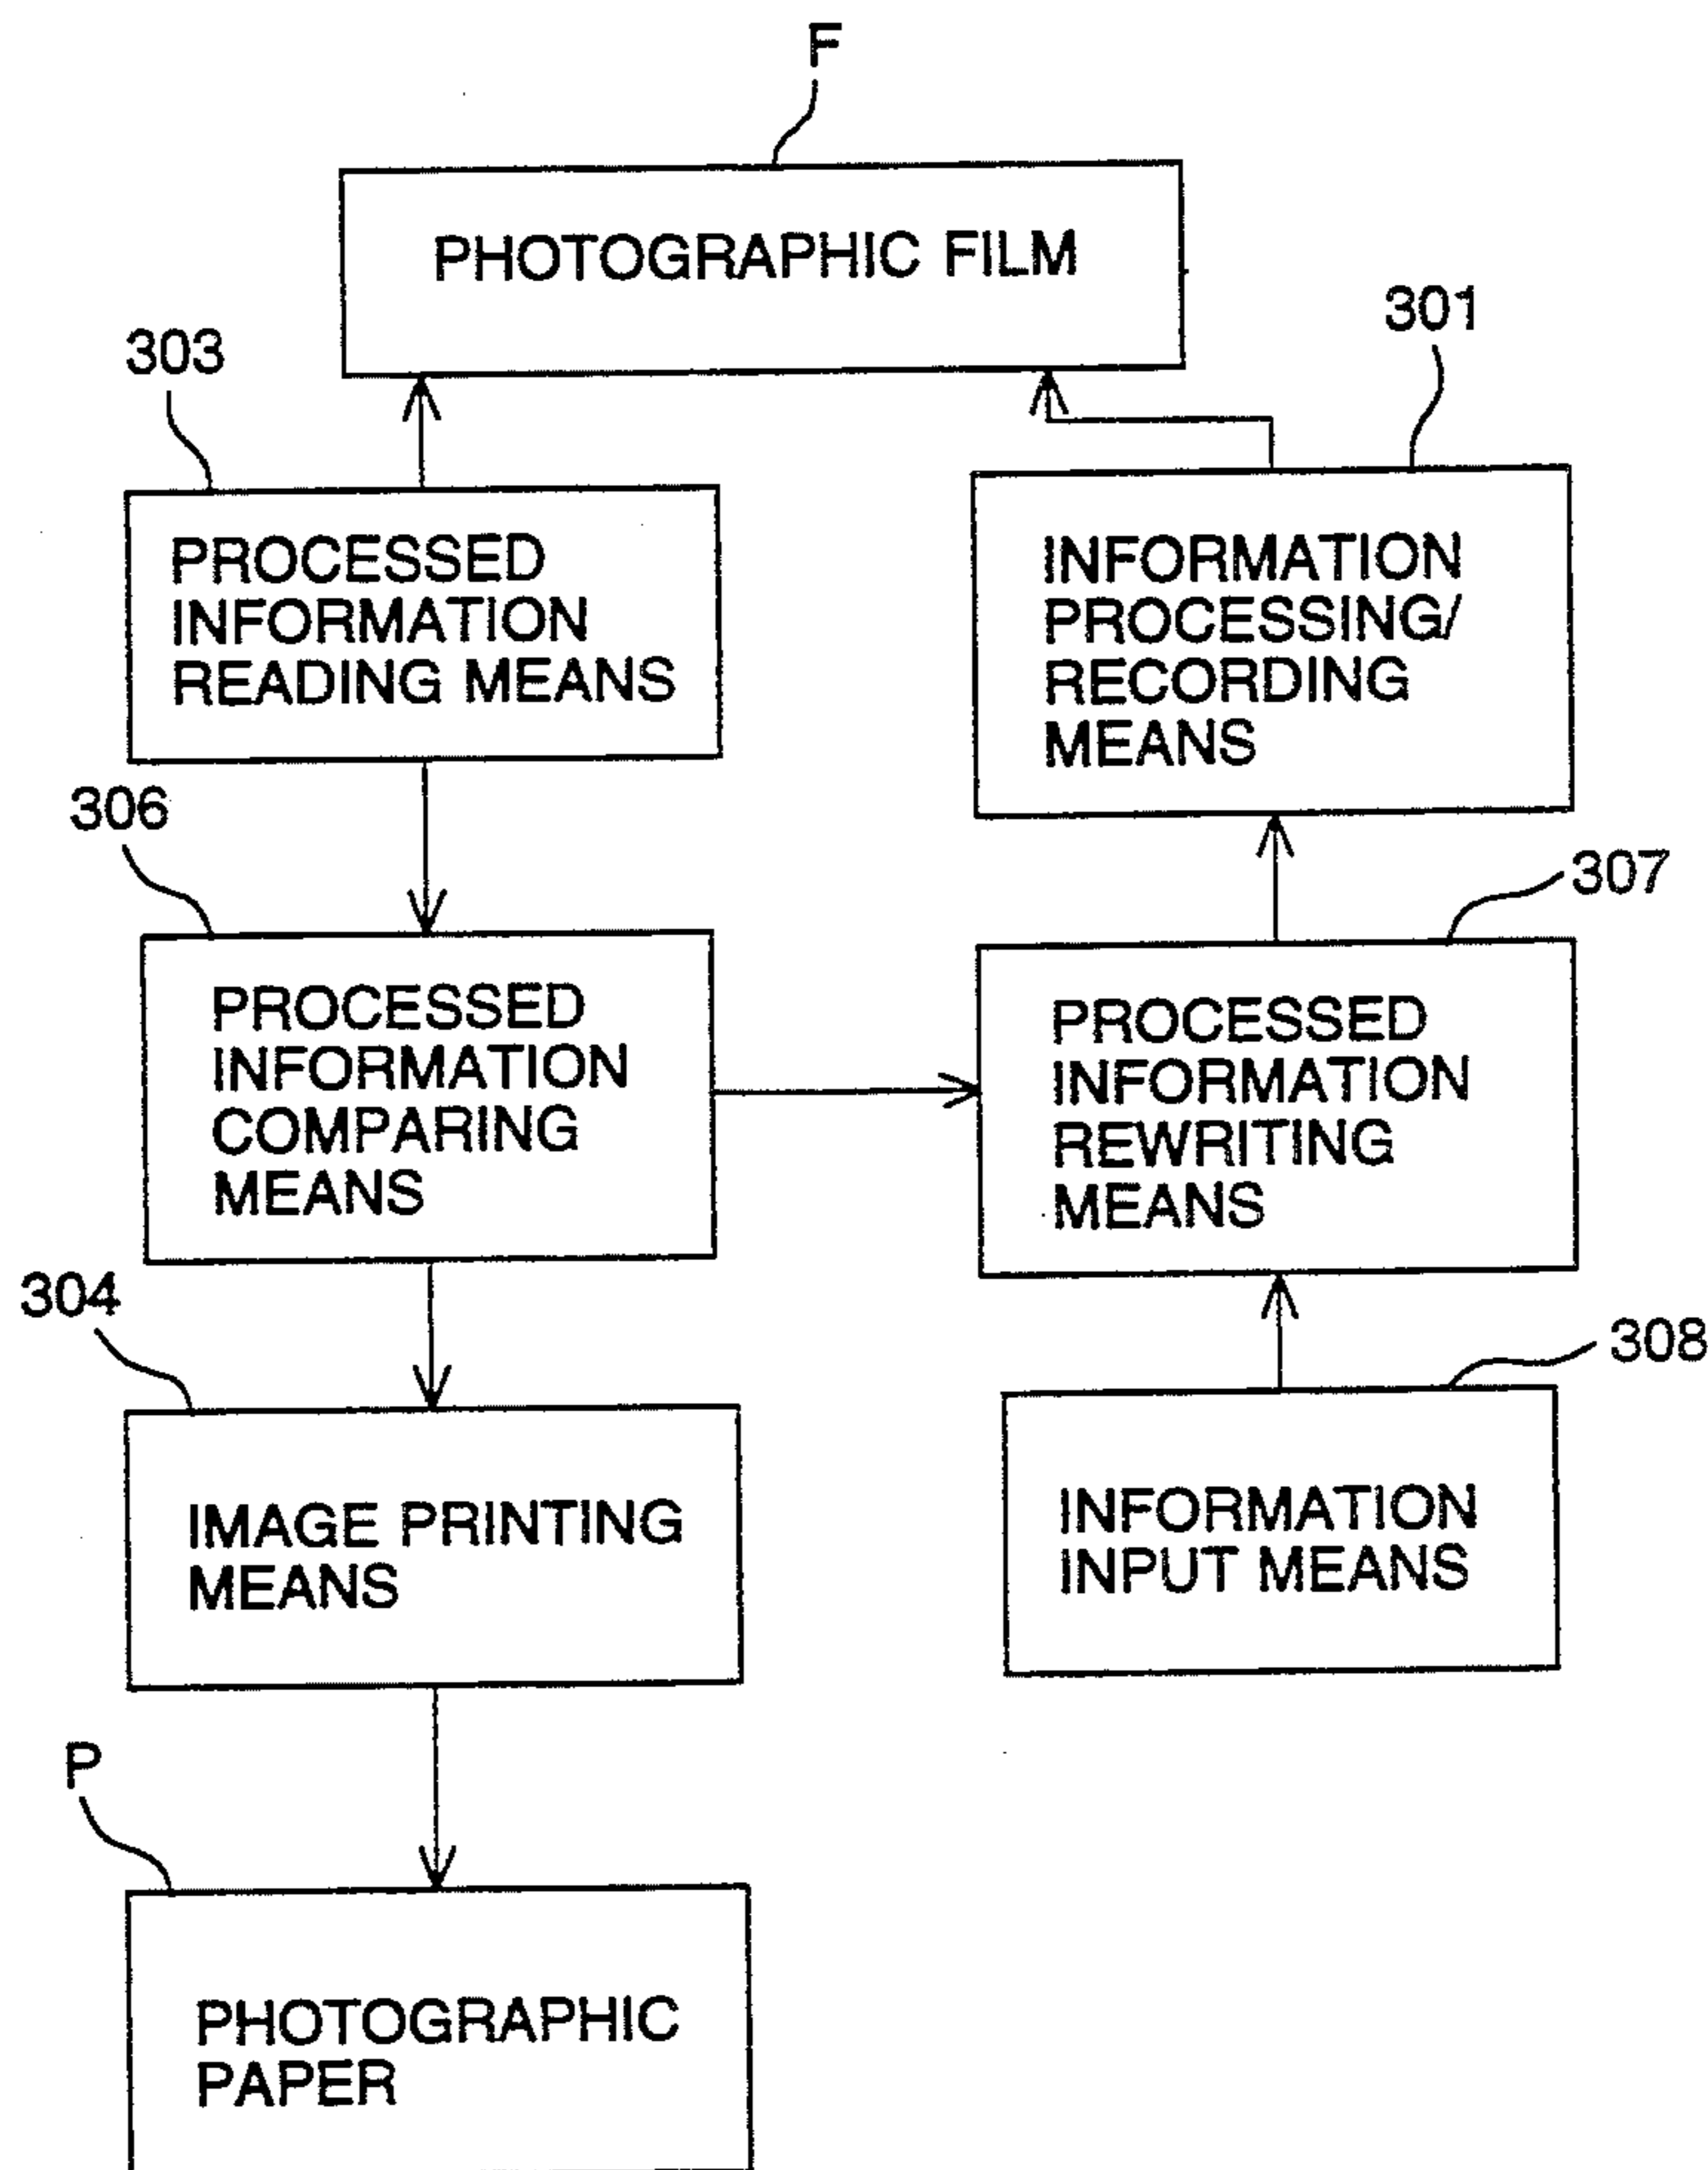 F
PHOTOGRAPHIC FILM
303
301
PROCESSED
INFORMATION
READING MEANS
INFORMATION
PROCESSING/
RECORDING
MEANS
306
307
PROCESSED
INFORMATION
COMPARING
MEANS
PROCESSED
INFORMATION
REWRITING
MEANS
304
308
IMAGE PRINTING
MEANS
INFORMATION
INPUT MEANS
P
PHOTOGRAPHIC
PAPER